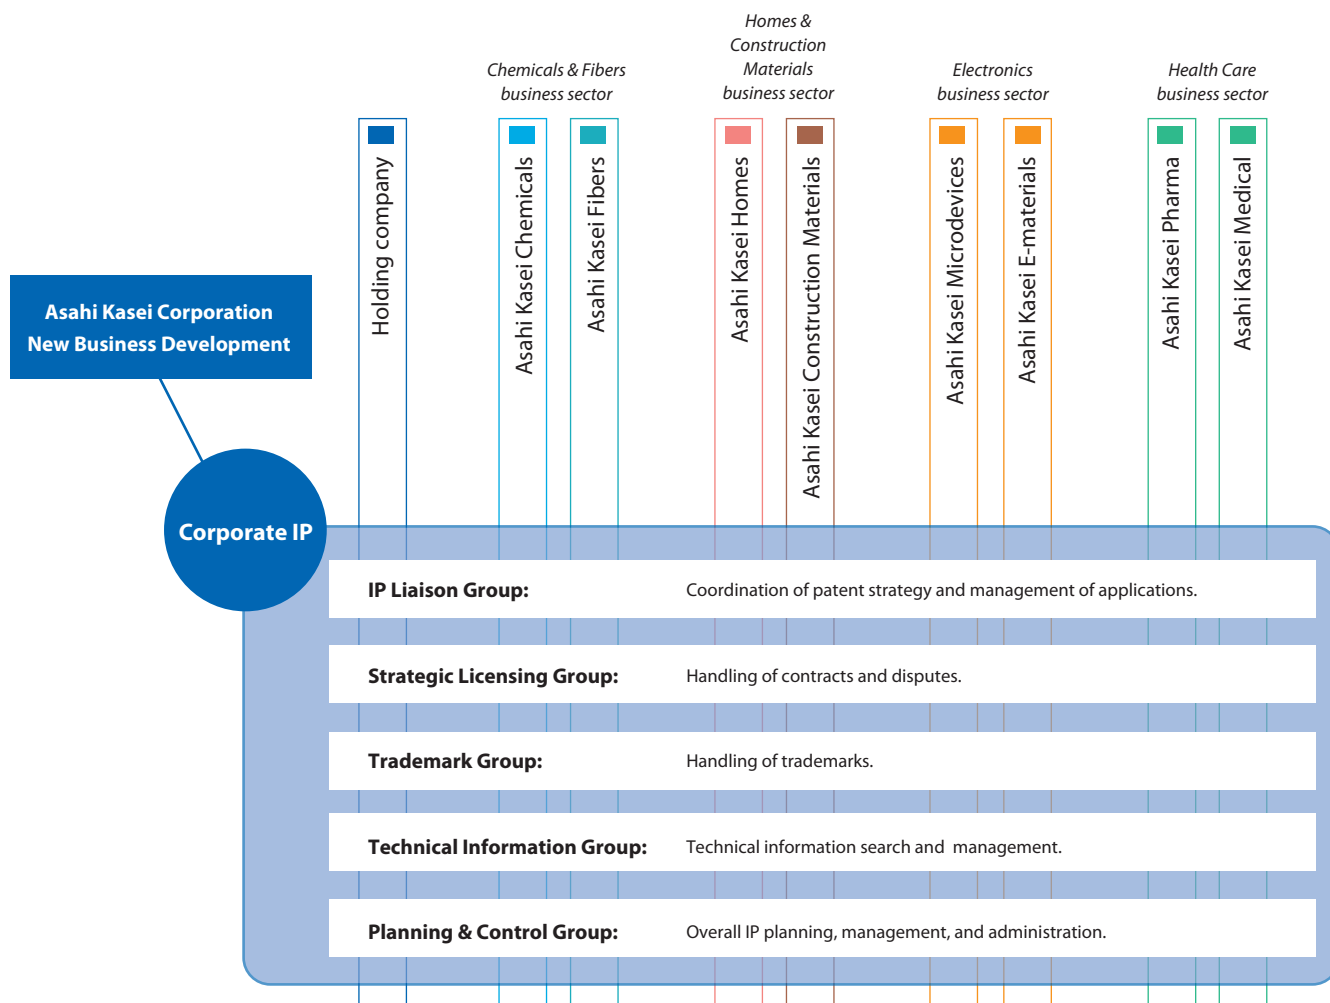 Homes &
Construction
Materials
business sector
Chemicals & Fibers
business sector
Electronics
business sector
Health Care
business sector
Holding company
Asahi Kasei Chemicals
Asahi Kasei Fibers
Asahi Kasei Homes
Asahi Kasei Construction Materials
Asahi Kasei Microdevices
Asahi Kasei E-materials
Asahi Kasei Pharma
Asahi Kasei Medical
Asahi Kasei Corporation
New Business Development
Corporate IP
IP Liaison Group: Coordination of patent strategy and management of applications.
Strategic Licensing Group: Handling of contracts and disputes.
Trademark Group: Handling of trademarks.
Technical Information Group: Technical information search and management.
Planning & Control Group: Overall IP planning, management, and administration.